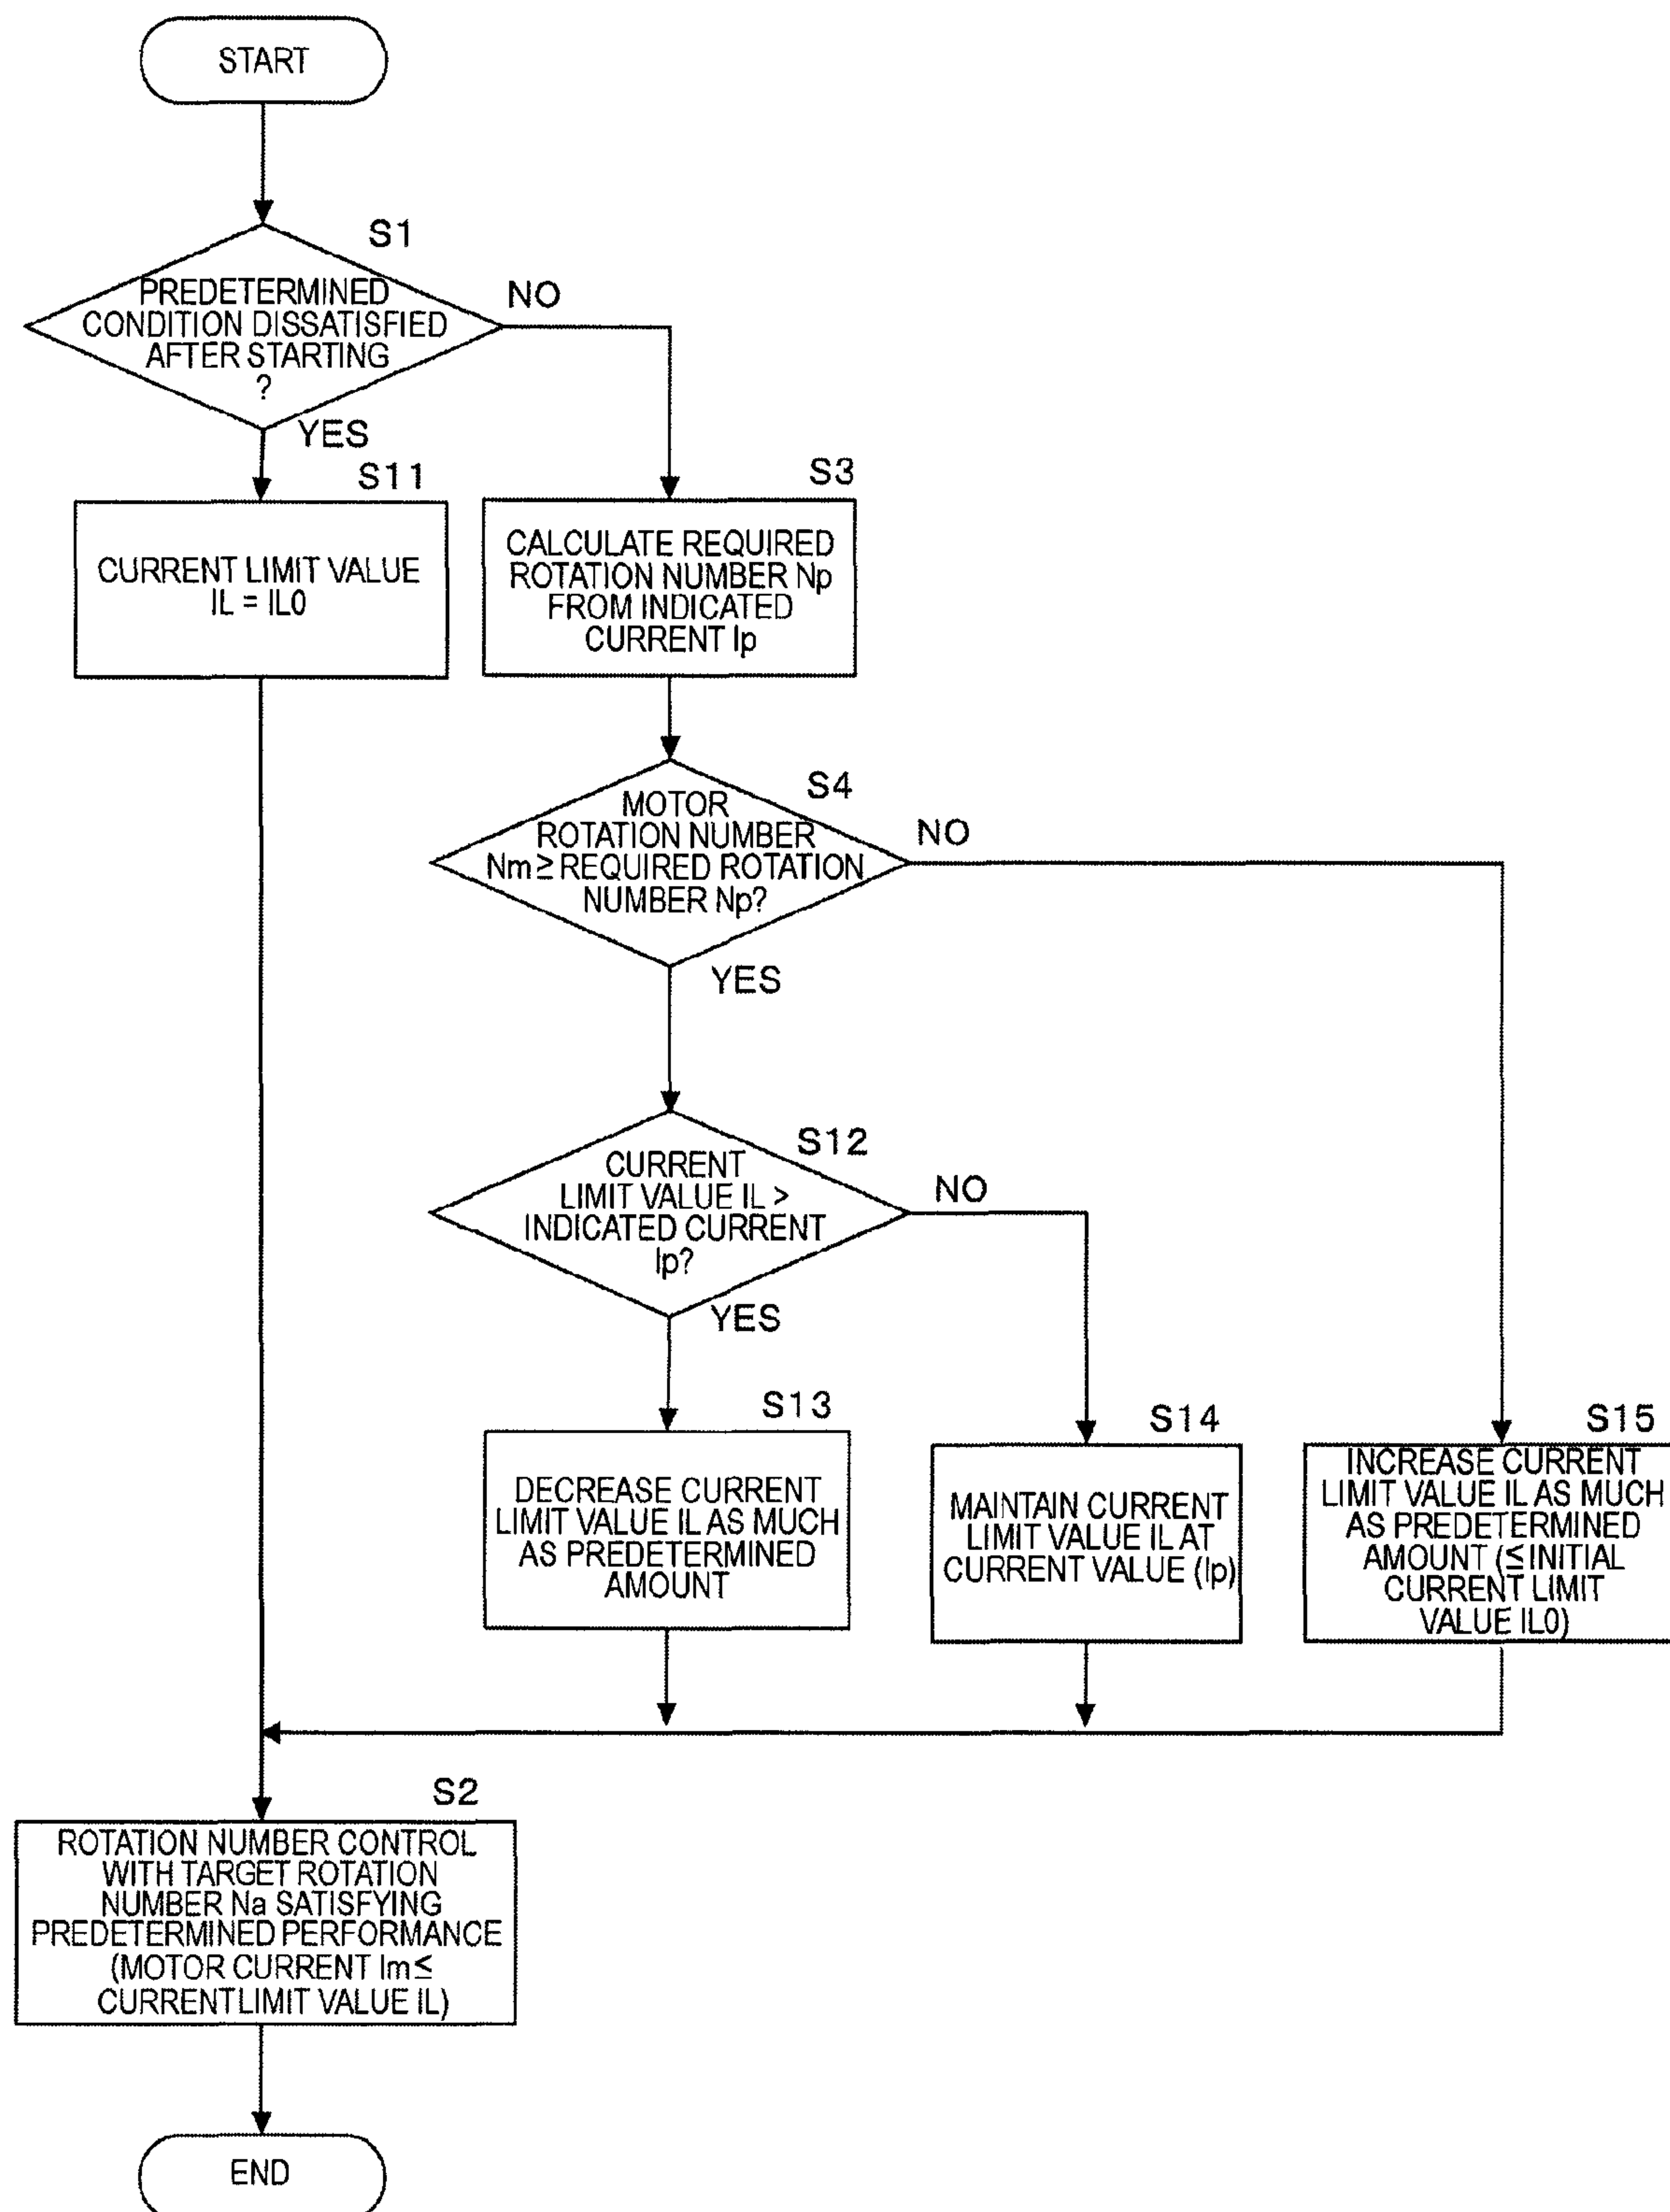 START
S1
PREDETERMINED
CONDITION DISSATISFIED
AFTER STARTING
?
NO
YES
S11
CURRENT LIMIT VALUE
IL = IL0
S3
CALCULATE REQUIRED
ROTATION NUMBER Np
FROM INDICATED
CURRENT Ip
S4
MOTOR
ROTATION NUMBER
Nm ≥ REQUIRED ROTATION
NUMBER Np?
NO
YES
S12
CURRENT
LIMIT VALUE IL >
INDICATED CURRENT
Ip?
NO
YES
S13
DECREASE CURRENT
LIMIT VALUE IL AS MUCH
AS PREDETERMINED
AMOUNT
S14
MAINTAIN CURRENT
LIMIT VALUE IL AT
CURRENT VALUE (Ip)
S15
INCREASE CURRENT
LIMIT VALUE IL AS MUCH
AS PREDETERMINED
AMOUNT (≤ INITIAL
CURRENT LIMIT
VALUE IL0)
S2
ROTATION NUMBER CONTROL
WITH TARGET ROTATION
NUMBER Na SATISFYING
PREDETERMINED PERFORMANCE
(MOTOR CURRENT Im ≤
CURRENT LIMIT VALUE IL)
END